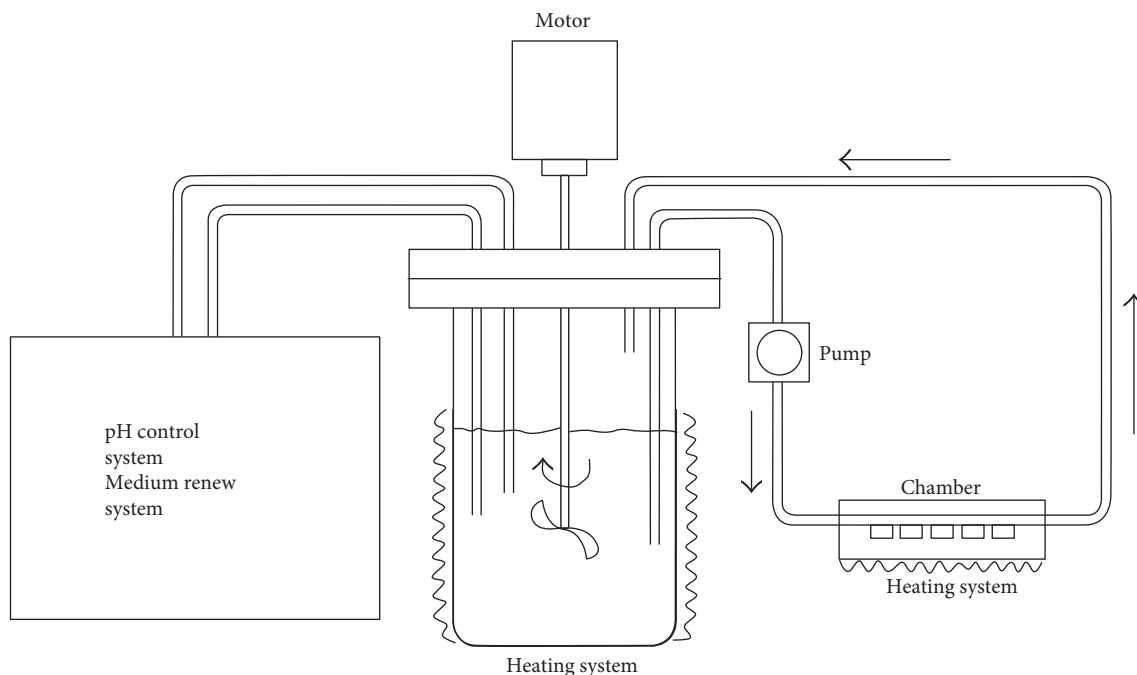 Motor
Pump
pH control
system
Medium renew
system
Chamber
Heating system
Heating system